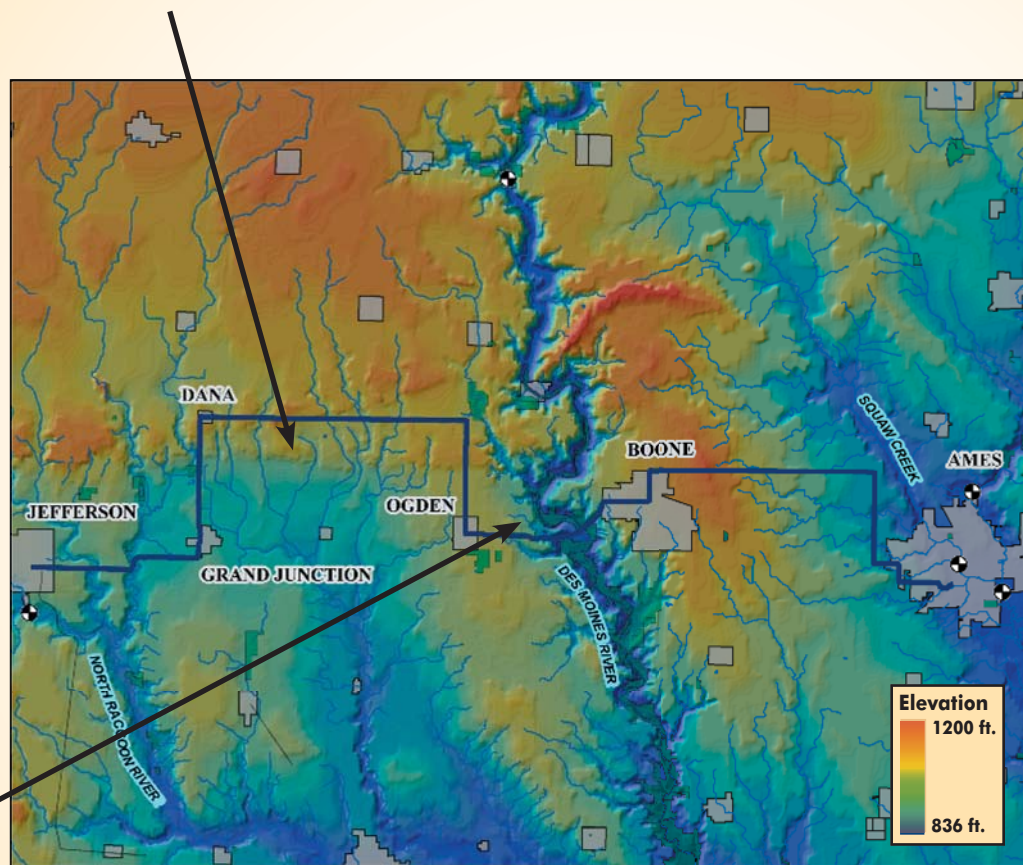 DANA
JEFFERSON
OGDEN
BOONE
SQUAW CREEK
AMES
GRAND JUNCTION
DES MOINES RIVER
NORTH RACCOON RIVER
Elevation
1200 ft.
836 ft.